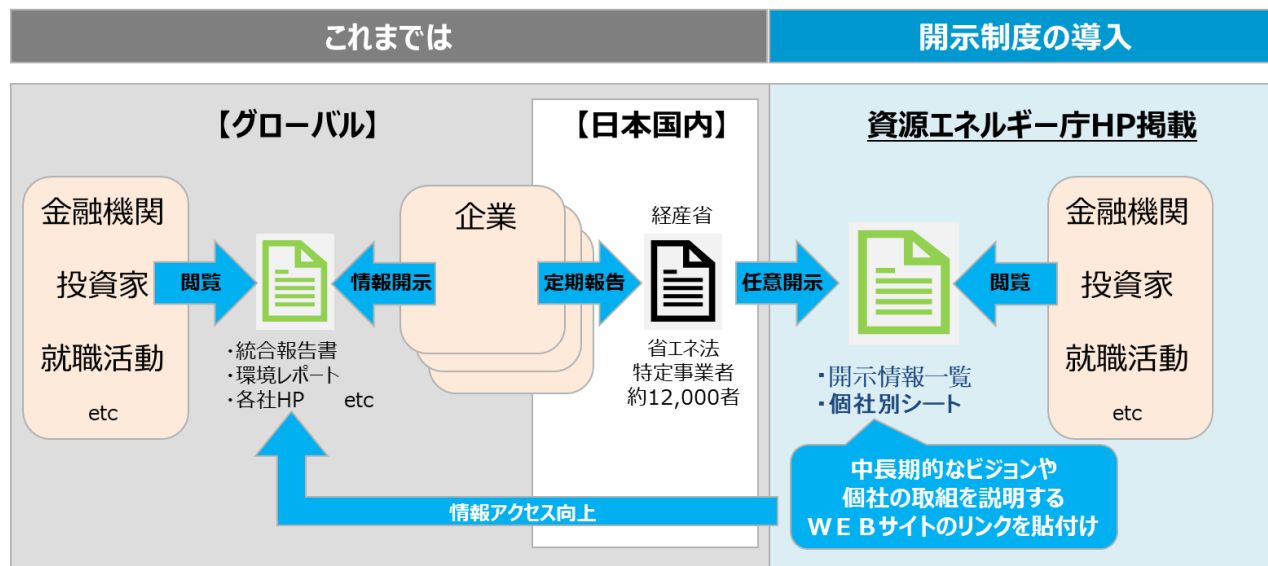 これまでは
開示制度の導入
【グローバル】
【日本国内】
資源エネルギー庁HP掲載
金融機関
投資家
就職活動
etc
閲覧
・統合報告書
・環境レポート
・各社HP etc
情報開示
企業
定期報告
経産省
省エネ法
特定事業者
約12,000者
任意開示
・開示情報一覧
・個社別シート
閲覧
金融機関
投資家
就職活動
etc
情報アクセス向上
中長期的なビジョンや
個社の取組を説明する
ＷＥＢサイトのリンクを貼付け